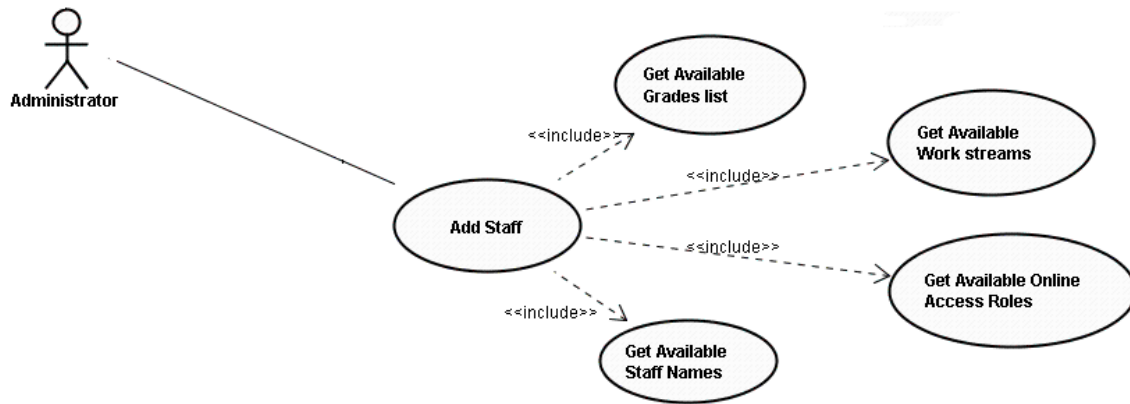 Administrator
Get Available
Grades list
<<include>>
Get Available
Work streams
<<include>>
Add Staff
<<include>>
Get Available Online
Access Roles
<<include>>
Get Available
Staff Names